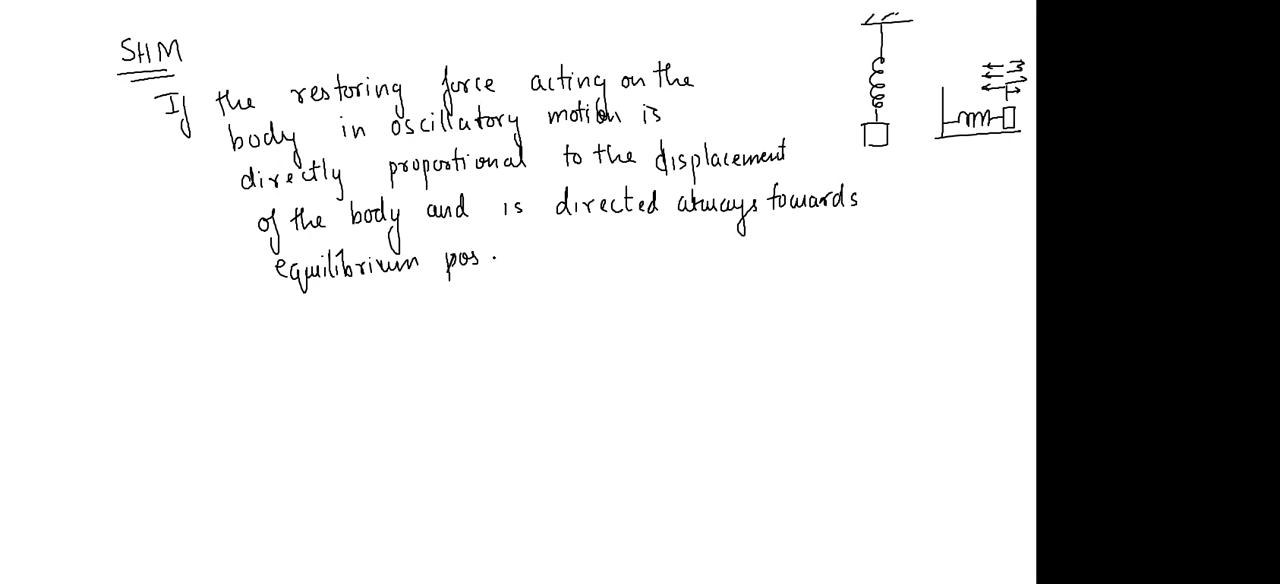 SHM
If the restoring force acting on the
body in oscillatory motion is
directly proportional to the displacement
of the body and is directed always towards
equilibrium pos.